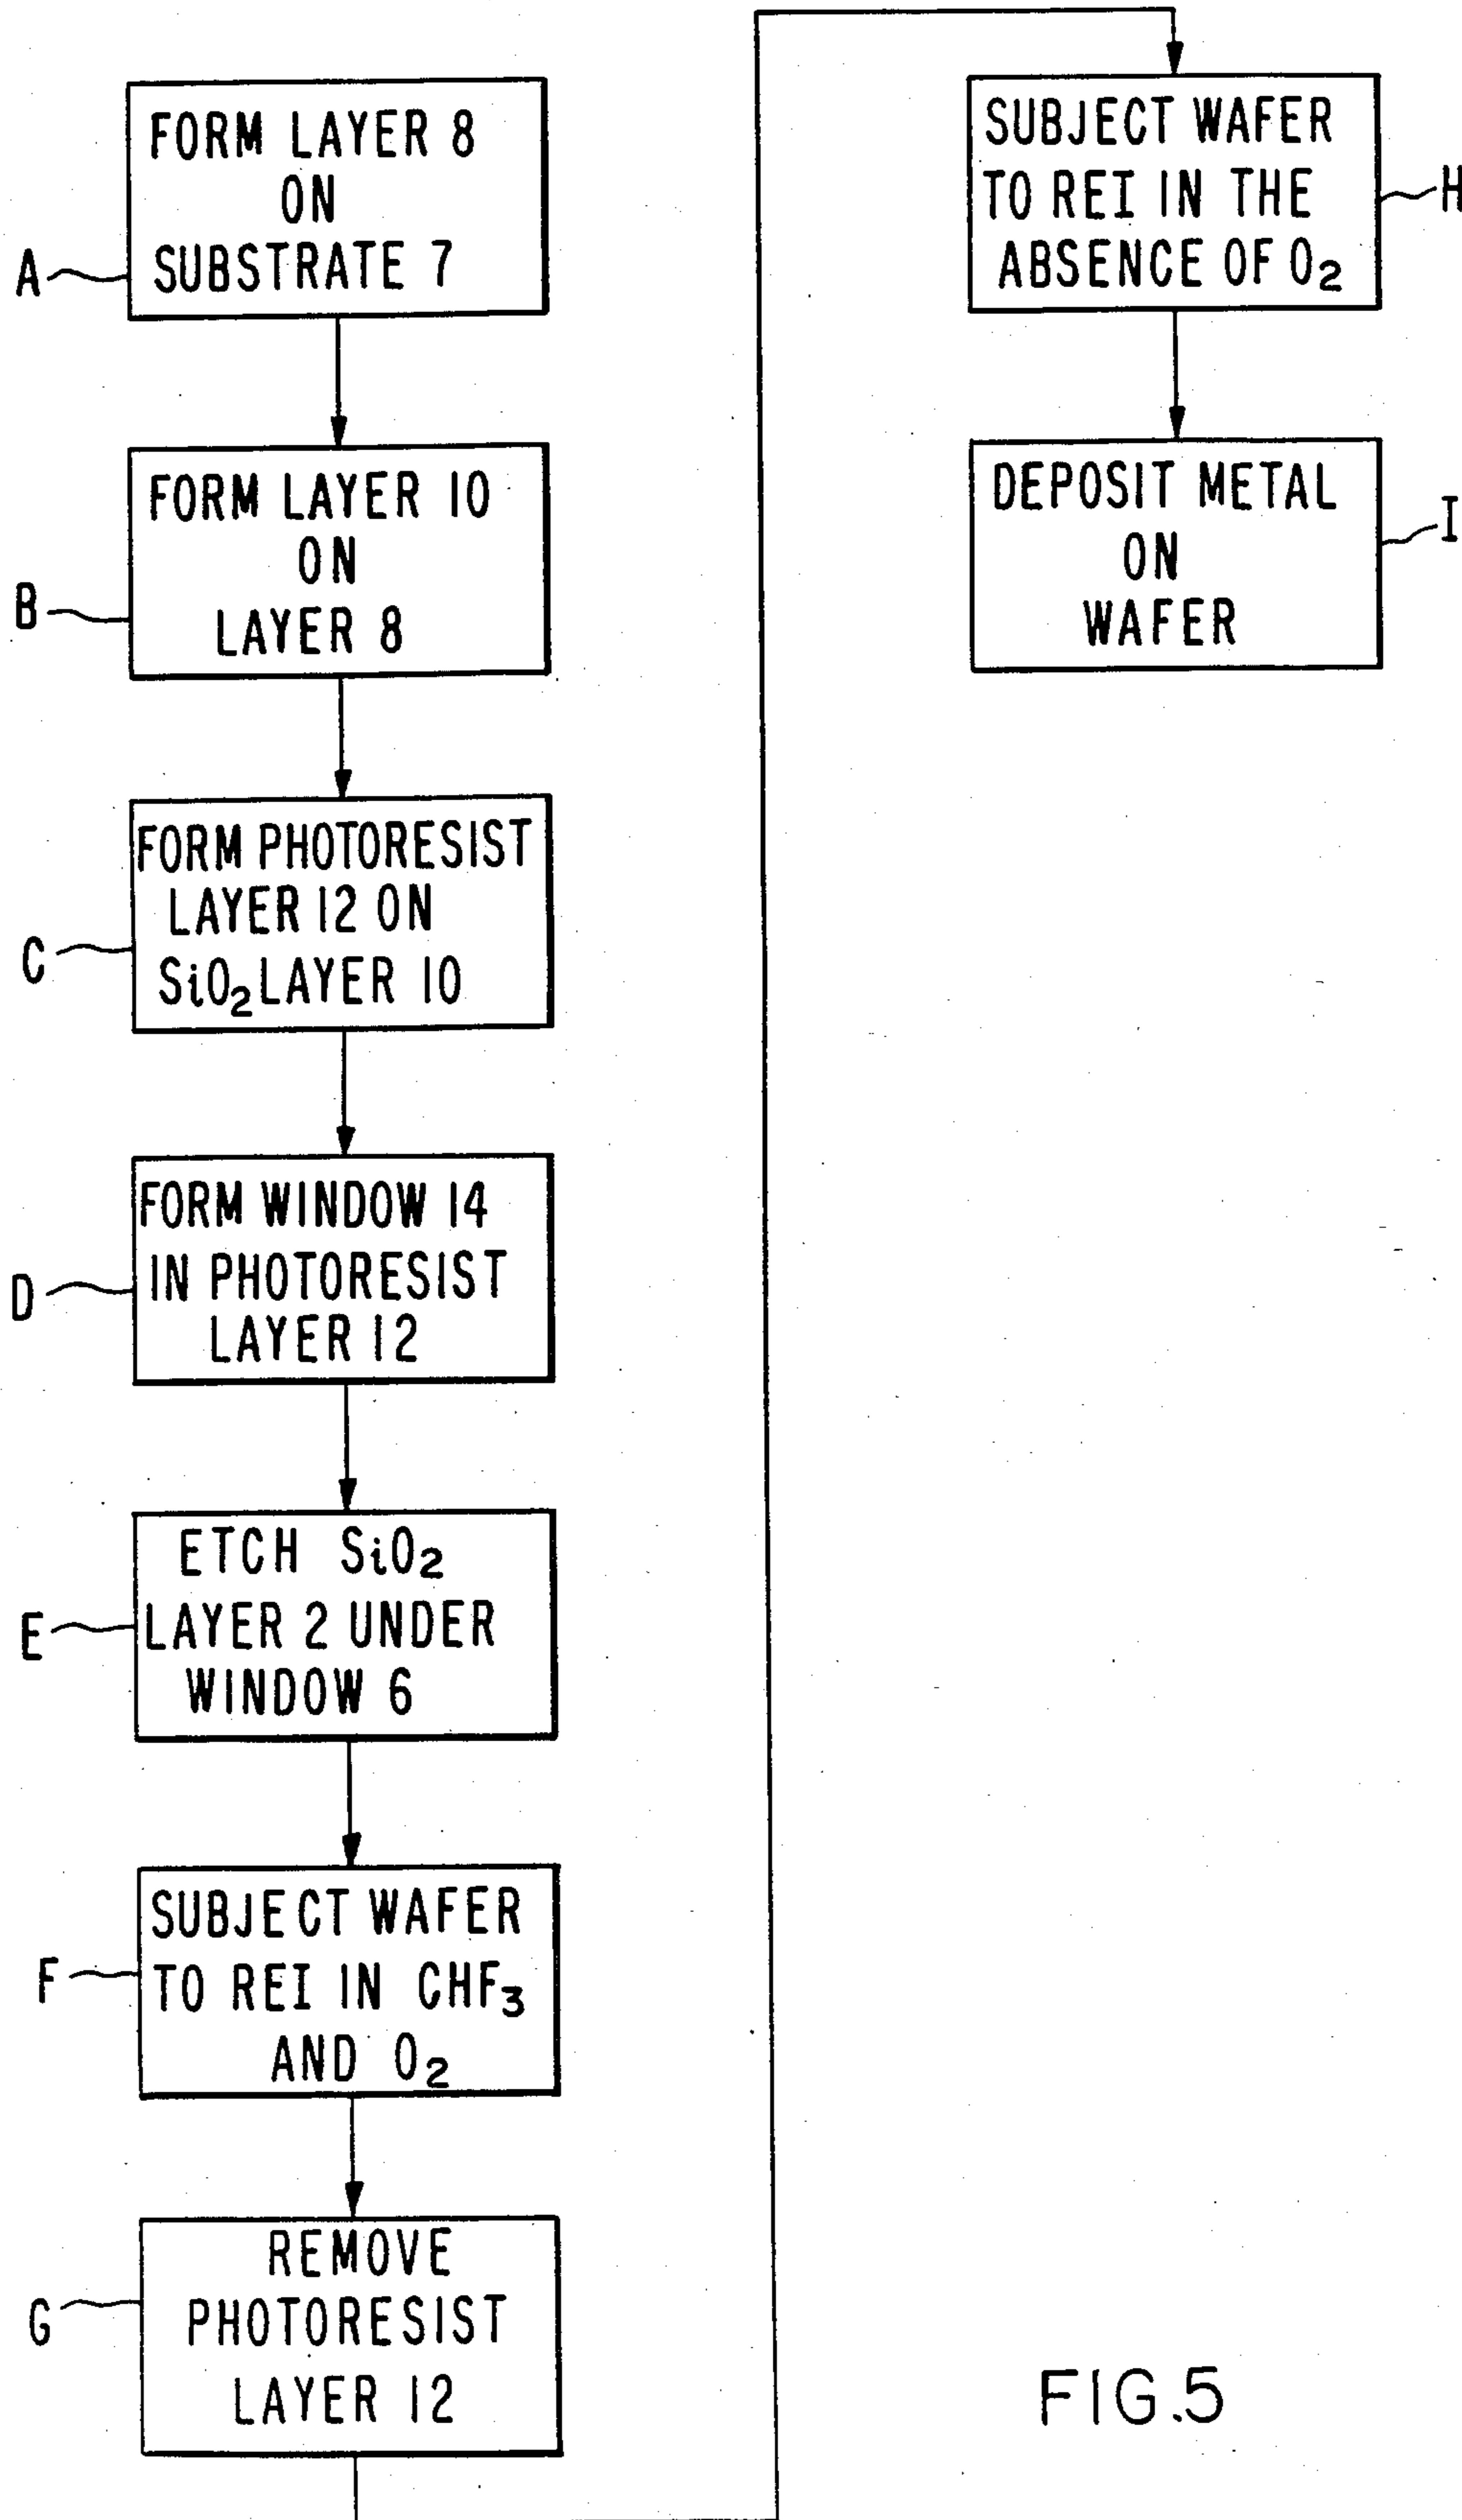 A
FORM LAYER 8
ON
SUBSTRATE 7
B
FORM LAYER 10
ON
LAYER 8
C
FORM PHOTORESIST
LAYER 12 ON
SiO₂ LAYER 10
D
FORM WINDOW 14
IN PHOTORESIST
LAYER 12
E
ETCH SiO₂
LAYER 2 UNDER
WINDOW 6
F
SUBJECT WAFER
TO REI IN CHF₃
AND O₂
G
REMOVE
PHOTORESIST
LAYER 12
SUBJECT WAFER
TO REI IN THE
ABSENCE OF O₂
H
DEPOSIT METAL
ON
WAFER
I
FIG.5